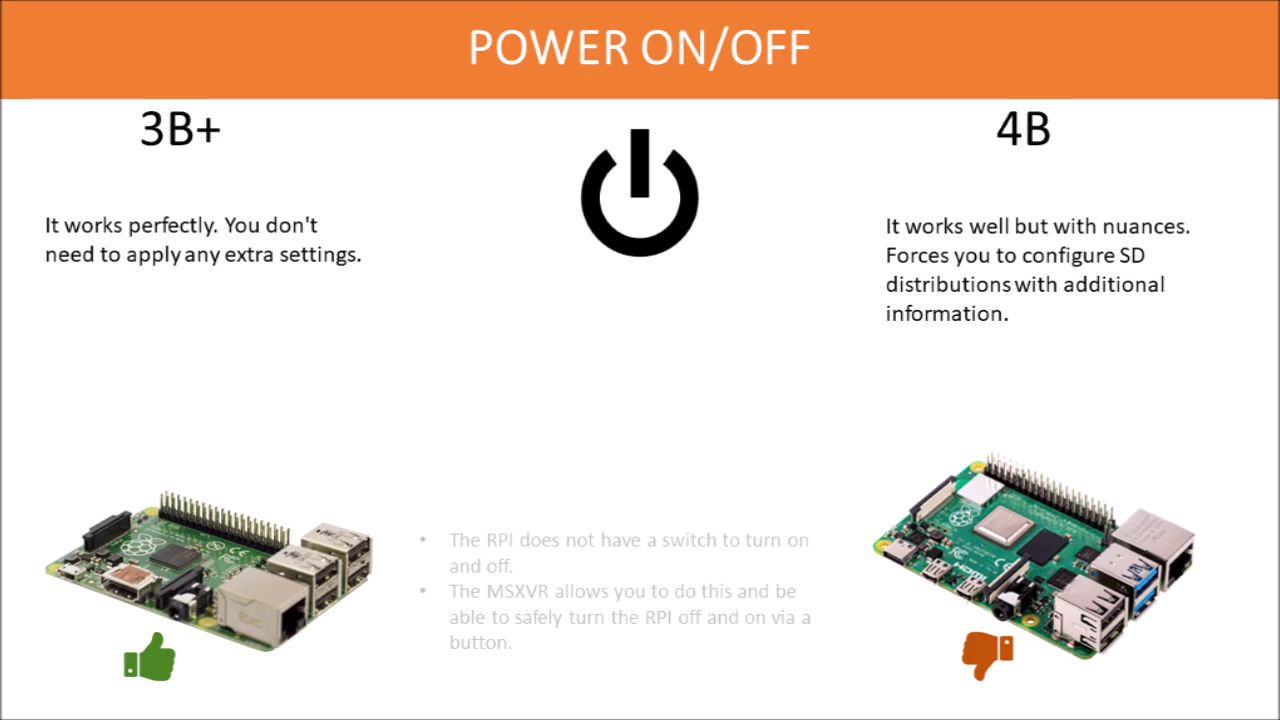 POWER ON/OFF
3B+
4B
It works perfectly. You don't
need to apply any extra settings.
It works well but with nuances.
Forces you to configure SD
distributions with additional
information.
• The RPI does not have a switch to turn on
and off.
• The MSXVR allows you to do this and be
able to safely turn the RPI off and on via a
button.
HDMI